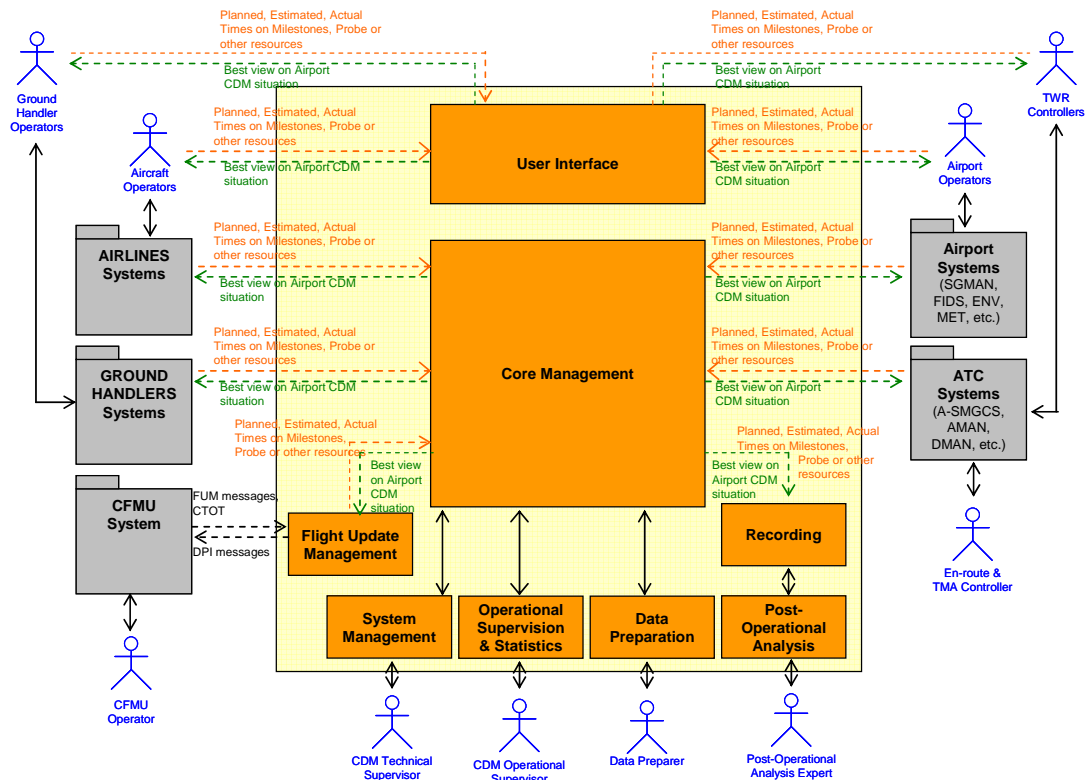 Planned, Estimated, Actual
Times on Milestones, Probe or
other resources
Best view on Airport
CDM situation
Ground
Handler
Operators
Planned, Estimated, Actual
Times on Milestones, Probe or
other resources
Best view on Airport
CDM situation
TWR
Controllers
Planned, Estimated, Actual
Times on Milestones, Probe or
other resources
Best view on Airport CDM
situation
Aircraft
Operators
User Interface
Planned, Estimated, Actual
Times on Milestones, Probe or
other resources
Best view on Airport
CDM situation
Airport
Operators
AIRLINES
Systems
Planned, Estimated, Actual
Times on Milestones, Probe or
other resources
Best view on Airport CDM
situation
Core Management
Planned, Estimated, Actual
Times on Milestones, Probe or
other resources
Best view on Airport
CDM situation
Airport
Systems
(SGMAN,
FIDS, ENV,
MET, etc.)
GROUND
HANDLERS
Systems
Planned, Estimated, Actual
Times on Milestones, Probe or
other resources
Best view on Airport CDM
situation
Planned, Estimated, Actual
Times on Milestones, Probe or
other resources
Best view on Airport
CDM situation
ATC
Systems
(A-SMGCS,
AMAN,
DMAN, etc.)
Planned, Estimated, Actual
Times on Milestones,
Probe or other resources
Best view
on Airport
CDM
situation
Planned, Estimated, Actual
Times on Milestones,
Probe or other resources
Best view on
Airport CDM
situation
CFMU
System
FUM messages,
CTOT
DPI messages
Flight Update
Management
Recording
En-route &
TMA Controller
System
Management
Operational
Supervision
& Statistics
Data
Preparation
Post-
Operational
Analysis
CFMU
Operator
CDM Technical
Supervisor
CDM Operational
Supervisor
Data Preparer
Post-Operational
Analysis Expert